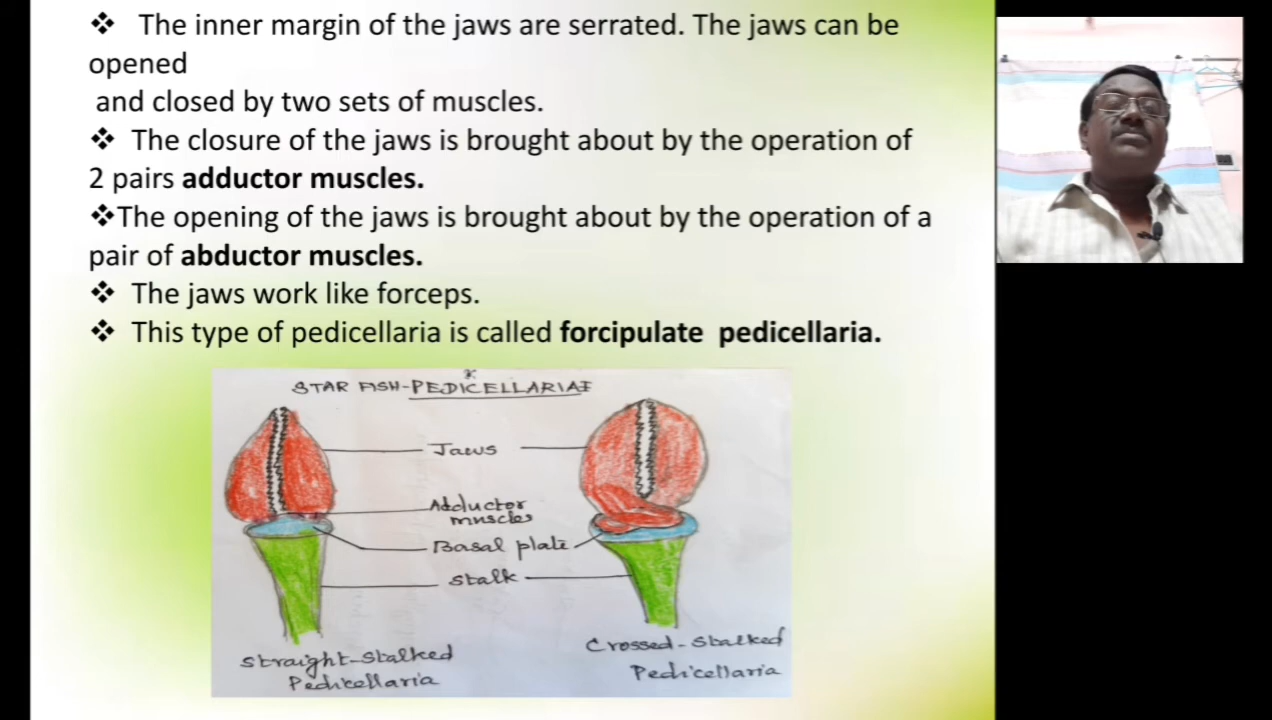 ❖ The inner margin of the jaws are serrated. The jaws can be
opened
and closed by two sets of muscles.
❖ The closure of the jaws is brought about by the operation of
2 pairs adductor muscles.
❖The opening of the jaws is brought about by the operation of a
pair of abductor muscles.
❖ The jaws work like forceps.
❖ This type of pedicellaria is called forcipulate pedicellaria.
STAR FISH-PEDICELLARIAE
Jaws
Adductor
muscles
Basal plate
Stalk
Straight-Stalked
Pedicellaria
Crossed-Stalked
Pedicellaria